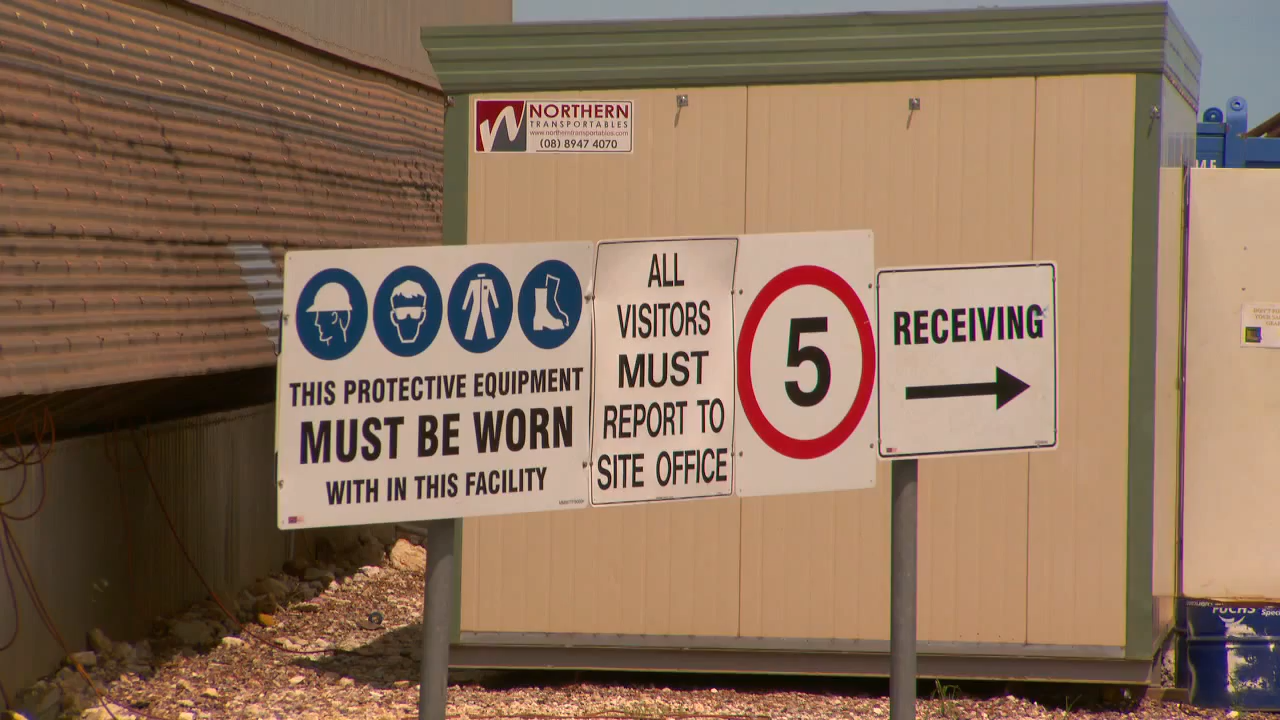 NORTHERN
TRANSPORTABLES
www.northerntransportables.com
(08) 8947 4070
THIS PROTECTIVE EQUIPMENT
MUST BE WORN
WITH IN THIS FACILITY
ALL
VISITORS
MUST
REPORT TO
SITE OFFICE
5
RECEIVING
FUCHS